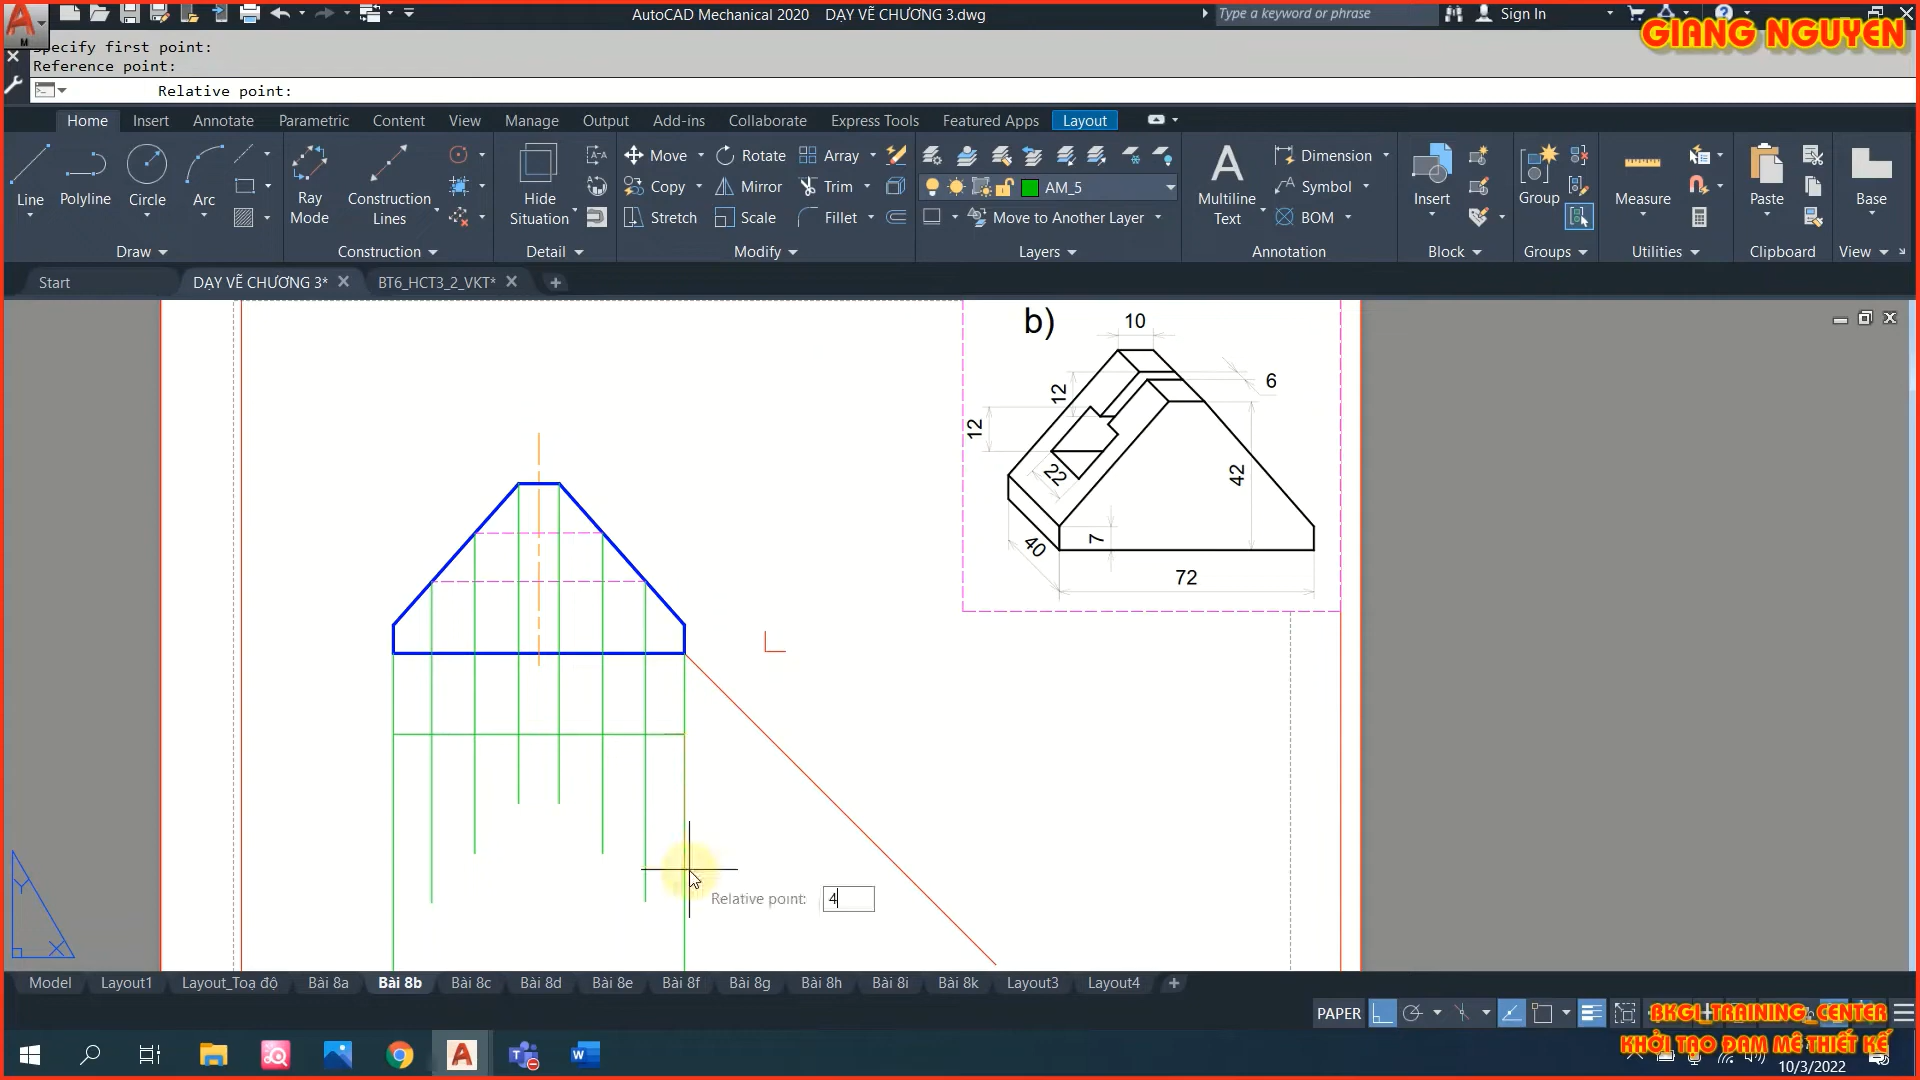 AutoCAD Mechanical 2020 DẠY VẼ CHƯƠNG 3.dwg
Type a keyword or phrase
Sign In
GIANG NGUYEN
Specify first point:
Reference point:
Relative point:
Home Insert Annotate Parametric Content View Manage Output Add-ins Collaborate Express Tools Featured Apps Layout
Line Polyline Circle Arc
Ray Mode
Construction Lines
Hide Situation
Move Rotate Array
Copy Mirror Trim
Stretch Scale Fillet
AM_5
Move to Another Layer
Multiline Text
Dimension
Symbol
BOM
Insert
Group
Measure
Paste
Base
Draw Construction Detail Modify Layers Annotation Block Groups Utilities Clipboard View
Start DẠY VẼ CHƯƠNG 3* BT6_HCT3_2_VKT*
b)
10
6
12
12
42
22
40
7
72
Relative point: 4
Y
X
Model Layout1 Layout_Toạ độ Bài 8a Bài 8b Bài 8c Bài 8d Bài 8e Bài 8f Bài 8g Bài 8h Bài 8i Bài 8k Layout3 Layout4
PAPER
BKGI_TRAINING_CENTER
KHỞI TẠO ĐAM MÊ THIẾT KẾ
10/3/2022